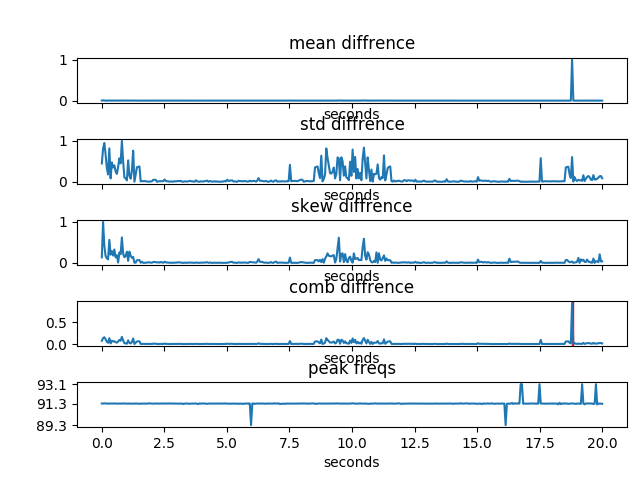 mean diffrence
1
0
seconds
std diffrence
1
0
seconds
skew diffrence
1
0
seconds
comb diffrence
0.5
0.0
seconds
peak freqs
93.1
91.3
89.3
0.0 2.5 5.0 7.5 10.0 12.5 15.0 17.5 20.0
seconds